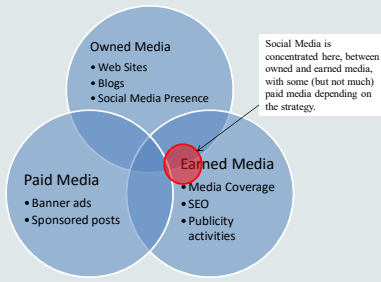 Owned Media
• Web Sites
• Blogs
• Social Media Presence
Social Media is
concentrated here, between
owned and earned media,
with some (but not much)
paid media depending on
the strategy.
Paid Media
• Banner ads
• Sponsored posts
Earned Media
• Media Coverage
• SEO
• Publicity
activities